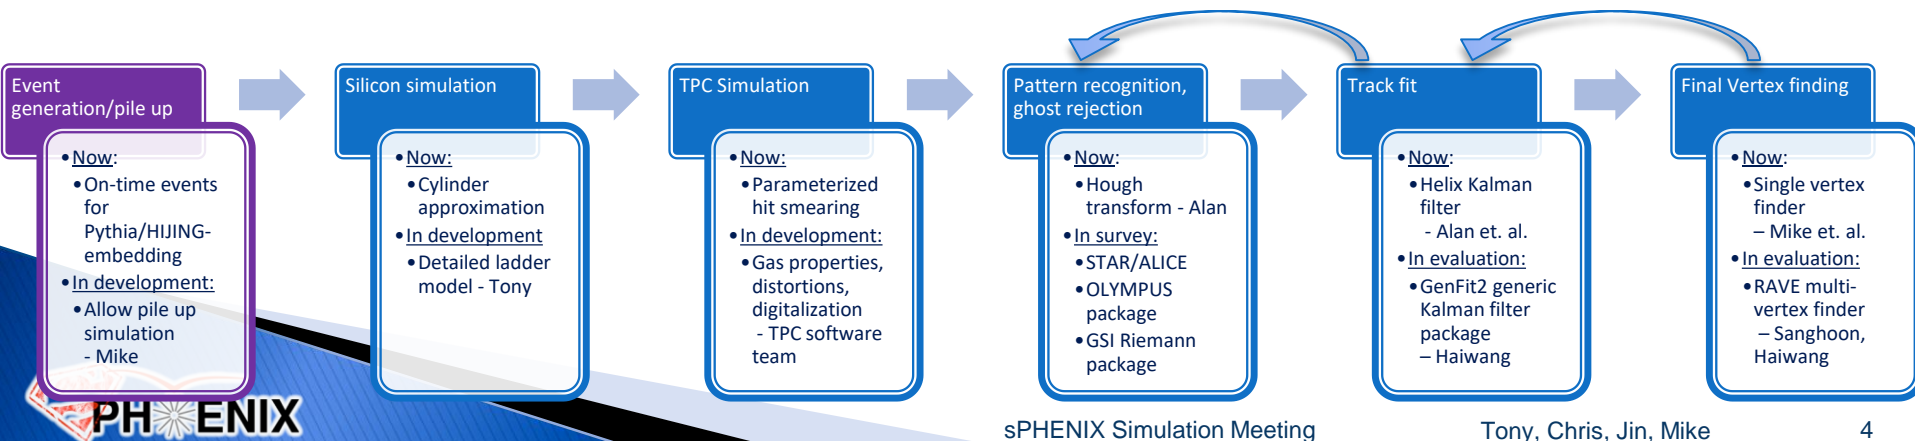 Event
generation/pile up
•Now:
•On-time events
for
Pythia/HIJING-
embedding
•In development:
•Allow pile up
simulation
- Mike
Silicon simulation
•Now:
•Cylinder
approximation
•In development
•Detailed ladder
model - Tony
TPC Simulation
•Now:
•Parameterized
hit smearing
•In development:
•Gas properties,
distortions,
digitalization
- TPC software
team
Pattern recognition,
ghost rejection
•Now:
•Hough
transform - Alan
•In survey:
•STAR/ALICE
•OLYMPUS
package
•GSI Riemann
package
Track fit
•Now:
•Helix Kalman
filter
- Alan et. al.
•In evaluation:
•GenFit2 generic
Kalman filter
package
– Haiwang
Final Vertex finding
•Now:
•Single vertex
finder
– Mike et. al.
•In evaluation:
•RAVE multi-
vertex finder
– Sanghoon,
Haiwang
PHENIX
sPHENIX Simulation Meeting
Tony, Chris, Jin, Mike
4